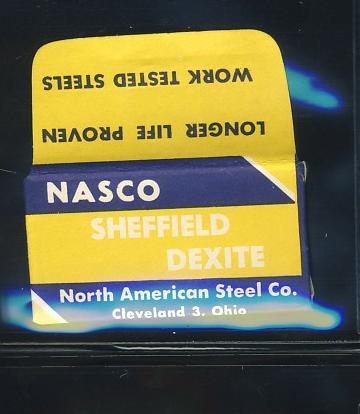 WORK TESTED STEELS
LONGER LIFE PROVEN
NASCO
SHEFFIELD
DEXITE
North American Steel Co.
Cleveland 3, Ohio